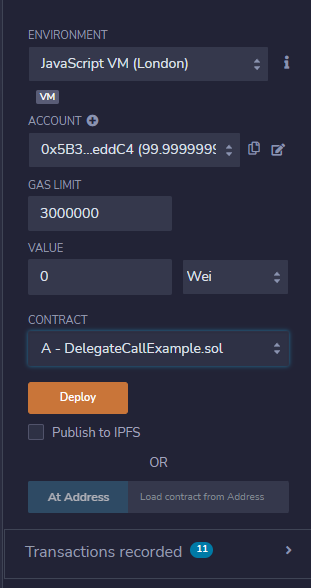 ENVIRONMENT
JavaScript VM (London)
VM
ACCOUNT
0x5B3...eddC4 (99.9999999
GAS LIMIT
3000000
VALUE
0 Wei
CONTRACT
A - DelegateCallExample.sol
Deploy
Publish to IPFS
OR
At Address Load contract from Address
Transactions recorded 11